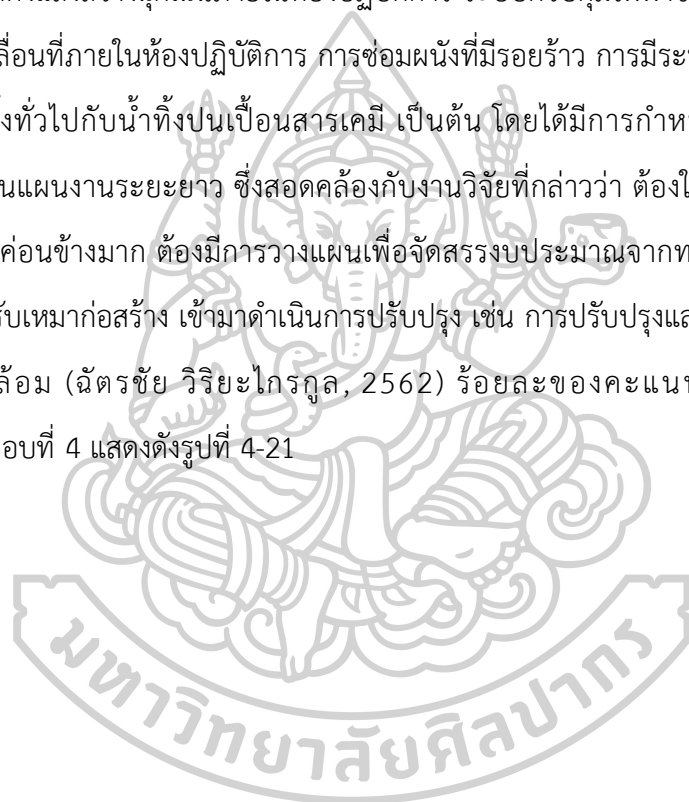 ลื่อนที่ภายในห้องปฏิบัติการ การซ่อมผนังที่มีรอยร้าว การมีระ
ั้งทั่วไปกับน้ำทิ้งปนเปื้อนสารเคมี เป็นต้น โดยได้มีการกำห
นแผนงานระยะยาว ซึ่งสอดคล้องกับงานวิจัยที่กล่าวว่า ต้องใ
ค่อนข้างมาก ต้องมีการวางแผนเพื่อจัดสรรงบประมาณจากท
รับเหมาก่อสร้าง เข้ามาดำเนินการปรับปรุง เช่น การปรับปรุงแล
ล้อม (ฉัตรชัย วิริยะไกรกูล, 2562) ร้อยละของคะแนน
อบที่ 4 แสดงดังรูปที่ 4-21
มหาวิทยาลัยศิลปากร